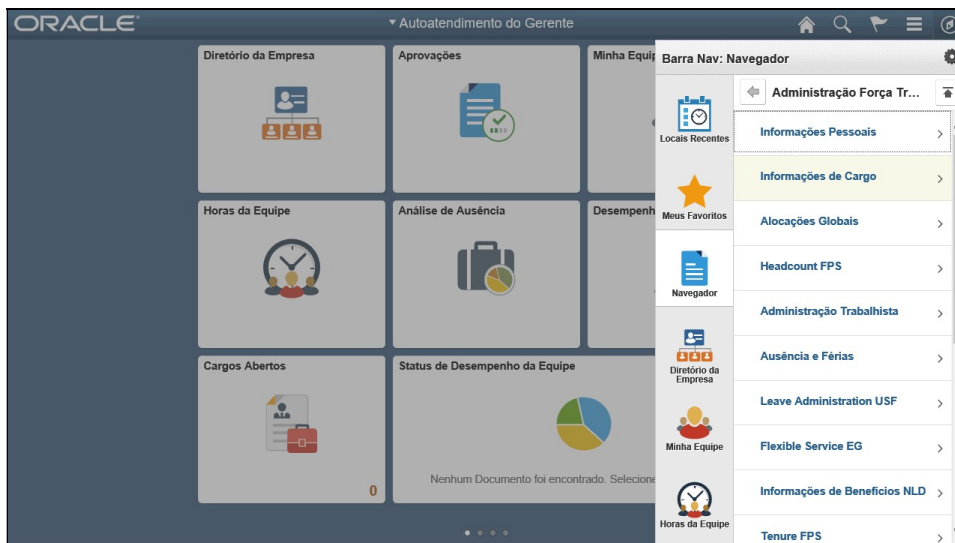 ORACLE
Autoatendimento do Gerente
Diretório da Empresa
Aprovações
Minha Equip
Horas da Equipe
Análise de Ausência
Desempenh
Cargos Abertos
0
Status de Desempenho da Equipe
Nenhum Documento foi encontrado. Selecione
Barra Nav: Navegador
Locais Recentes
Meus Favoritos
Navegador
Diretório da
Empresa
Minha Equipe
Horas da Equipe
Administração Força Tr...
Informações Pessoais
Informações de Cargo
Alocações Globais
Headcount FPS
Administração Trabalhista
Ausência e Férias
Leave Administration USF
Flexible Service EG
Informações de Benefícios NLD
Tenure FPS